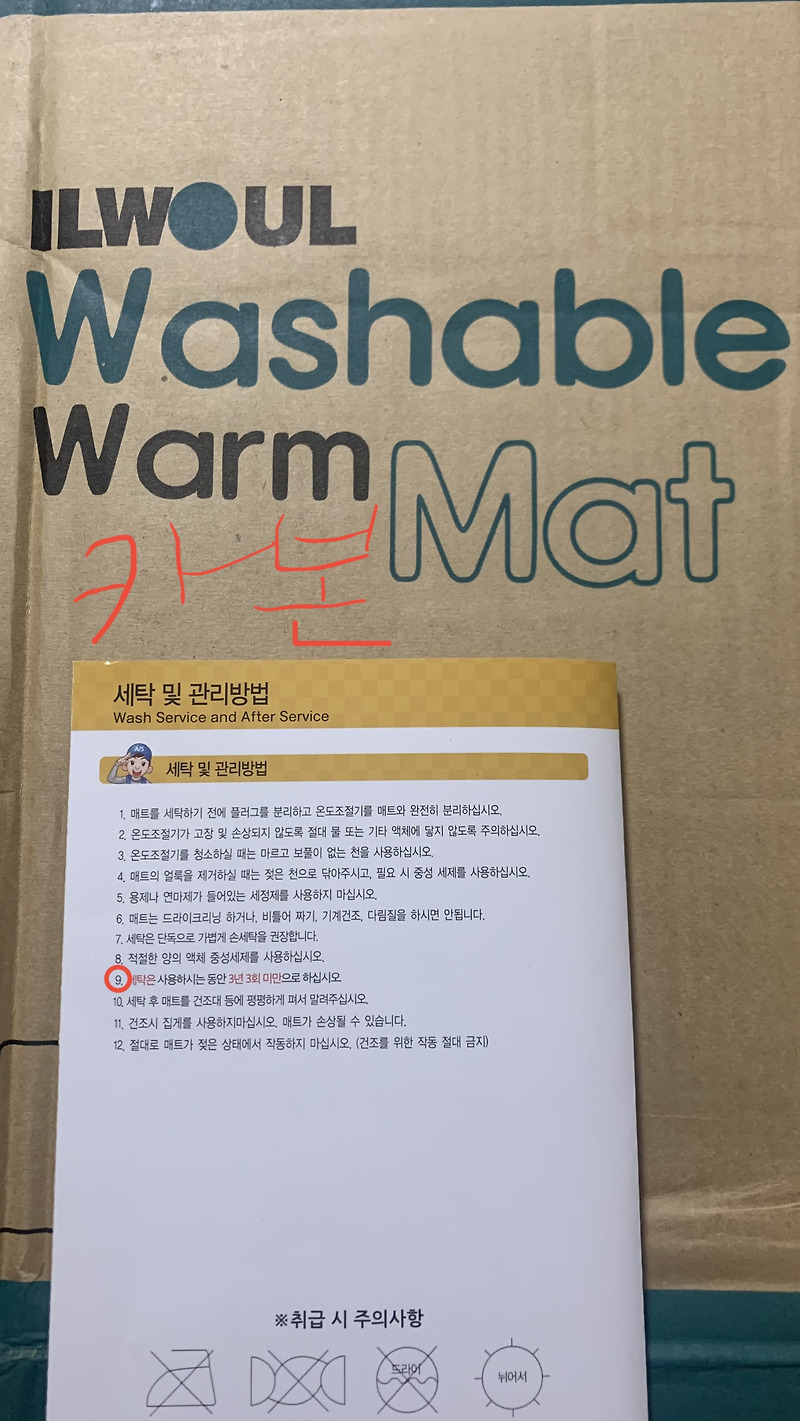 ILWOUL
Washable
Warm Mat
카본
세탁 및 관리방법
Wash Service and After Service
A/S
세탁 및 관리방법
1. 매트를 세탁하기 전에 플러그를 분리하고 온도조절기를 매트와 완전히 분리하십시오.
2. 온도조절기가 고장 및 손상되지 않도록 절대 물 또는 기타 액체에 닿지 않도록 주의하십시오.
3. 온도조절기를 청소하실 때는 마르고 보풀이 없는 천을 사용하십시오.
4. 매트의 얼룩을 제거하실 때는 젖은 천으로 닦아주시고, 필요 시 중성 세제를 사용하십시오.
5. 용제나 연마제가 들어있는 세정제를 사용하지 마십시오.
6. 매트는 드라이크리닝 하거나, 비틀어 짜기, 기계건조, 다림질을 하시면 안됩니다.
7. 세탁은 단독으로 가볍게 손세탁을 권장합니다.
8. 적절한 양의 액체 중성세제를 사용하십시오.
9. 세탁은 사용하시는 동안 3년 3회 미만으로 하십시오.
10. 세탁 후 매트를 건조대 등에 평평하게 펴서 말려주십시오.
11. 건조시 집게를 사용하지마십시오. 매트가 손상될 수 있습니다.
12. 절대로 매트가 젖은 상태에서 작동하지 마십시오. (건조를 위한 작동 절대 금지)
※취급 시 주의사항
드라이
뉘어서